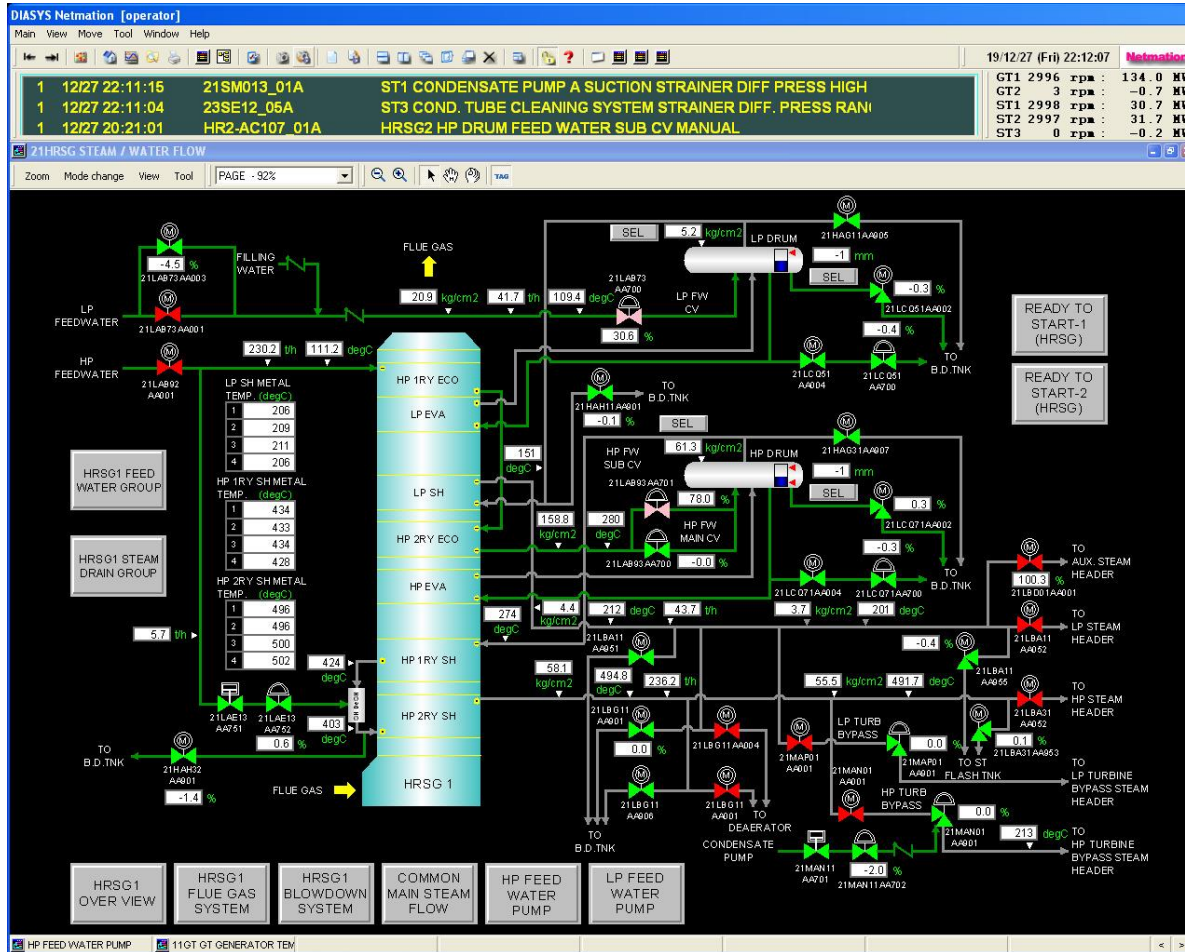 DIASYS Netmation [operator]
Main View Move Tool Window Help
19/12/27 (Fri) 22:12:07 Netmation
1 12/27 22:11:15 21SM013_01A ST1 CONDENSATE PUMP A SUCTION STRAINER DIFF PRESS HIGH
1 12/27 22:11:04 23SE12_05A ST3 COND. TUBE CLEANING SYSTEM STRAINER DIFF. PRESS RAN
1 12/27 20:21:01 HR2-AC107_01A HRSG2 HP DRUM FEED WATER SUB CV MANUAL
GT1 2996 rpm : 134.0 MW
GT2 3 rpm : -0.7 MW
ST1 2998 rpm : 30.7 MW
ST2 2997 rpm : 31.7 MW
ST3 0 rpm : -0.2 MW
21HRSG STEAM / WATER FLOW
Zoom Mode change View Tool PAGE - 92% TAG
-4.5 %
21LAB73AA003
FILLING
WATER
LP
FEEDWATER
21LAB73AA001
HP
FEEDWATER
21LAB92
AA001
230.2 t/h 111.2 degC
FLUE GAS
20.9 kg/cm2 41.7 t/h 109.4 degC
21LAB73
AA700
LP FW
CV
30.6 %
SEL 5.2 kg/cm2
LP DRUM
-1 mm
SEL
21HAG11AA905
-0.3 %
21LCQ51AA002
-0.4 %
21LCQ51
AA004
21LCQ51
AA700
TO
B.D.TNK
READY TO
START-1
(HRSG)
READY TO
START-2
(HRSG)
LP SH METAL
TEMP. (degC)
1 206
2 209
3 211
4 206
HP 1RY SH METAL
TEMP. (degC)
1 434
2 433
3 434
4 428
HP 2RY SH METAL
TEMP. (degC)
1 496
2 496
3 500
4 502
HRSG1 FEED
WATER GROUP
HRSG1 STEAM
DRAIN GROUP
HP 1RY ECO
LP EVA
LP SH
HP 2RY ECO
HP EVA
HP 1RY SH
HP 2RY SH
HRSG 1
TO
B.D.TNK
21HAH11AA901
-0.1 %
151
degC
SEL
61.3 kg/cm2
HP DRUM
-1 mm
SEL
21HAG31AA907
HP FW
SUB CV
21LAB93AA701
78.0 %
HP FW
MAIN CV
21LAB93AA700
-0.0 %
158.8
kg/cm2
280
degC
0.3 %
21LCQ71AA002
-0.3 %
21LCQ71AA004
21LCQ71AA700
TO
B.D.TNK
TO
AUX. STEAM
HEADER
100.3 %
21LBD01AA001
274
degC
4.4
kg/cm2
212 degC 43.7 t/h
3.7
kg/cm2
201
degC
21LBA11
AA951
TO
LP STEAM
HEADER
21LBA11
AA052
-0.4 %
21LBA11
AA955
5.7 t/h
424
degC
403
degC
HP DeSH
21LAE13
AA751
21LAE13
AA752
0.6 %
TO
B.D.TNK
21HAH32
AA901
-1.4 %
FLUE GAS
58.1
kg/cm2
494.8
degC
236.2 t/h
55.5 kg/cm2 491.7 degC
TO
HP STEAM
HEADER
21LBA31
AA052
0.1 %
21LBA31AA953
TO ST
FLASH TNK
21LBG11
AA901
0.0 %
21LBG11AA004
21LBG11
AA906
21LBG11
AA001
TO
B.D.TNK
TO
DEAERATOR
21MAP01
AA001
LP TURB
BYPASS
0.0 %
21MAP01
AA901
TO
LP TURBINE
BYPASS STEAM
HEADER
21MAN01
AA001
HP TURB
BYPASS
0.0 %
21MAN01
AA901
213 degC
TO
HP TURBINE
BYPASS STEAM
HEADER
CONDENSATE
PUMP
21MAN11
AA701
-2.0 %
21MAN11AA702
HRSG1
OVER VIEW
HRSG1
FLUE GAS
SYSTEM
HRSG1
BLOWDOWN
SYSTEM
COMMON
MAIN STEAM
FLOW
HP FEED
WATER
PUMP
LP FEED
WATER
PUMP
HP FEED WATER PUMP 11GT GT GENERATOR TEM